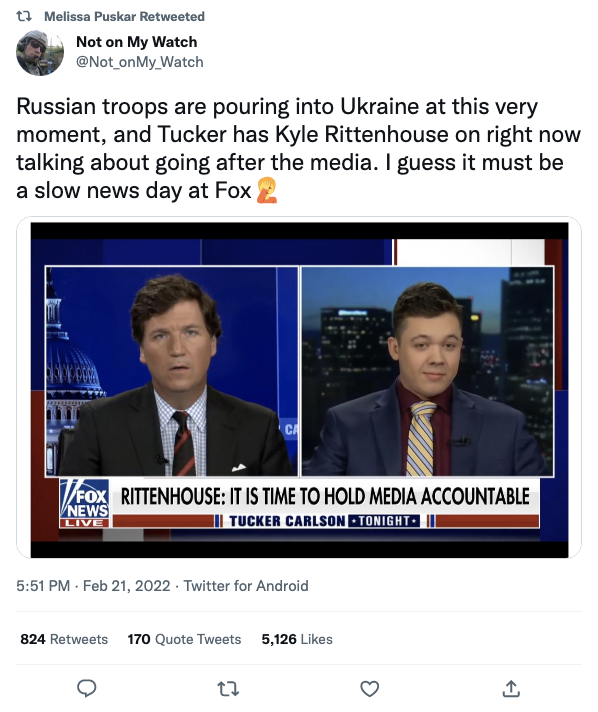 Melissa Puskar Retweeted
Not on My Watch
@Not_onMy_Watch
Russian troops are pouring into Ukraine at this very
moment, and Tucker has Kyle Rittenhouse on right now
talking about going after the media. I guess it must be
a slow news day at Fox 🤦
CA
FOX
NEWS
LIVE
RITTENHOUSE: IT IS TIME TO HOLD MEDIA ACCOUNTABLE
TUCKER CARLSON • TONIGHT •
5:51 PM · Feb 21, 2022 · Twitter for Android
824 Retweets 170 Quote Tweets 5,126 Likes